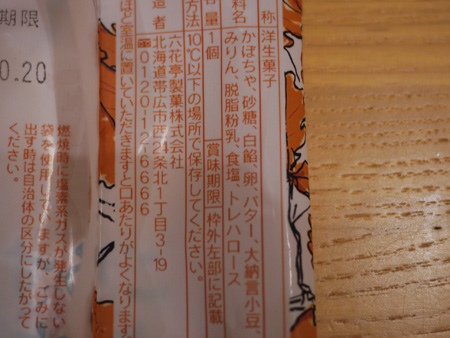 称 洋生菓子
料名 かぼちゃ、砂糖、白餡、卵、バター、大納言小豆、
みりん、脱脂粉乳、食塩、トレハロース
容量 1個 賞味期限 枠外左部に記載
方法 10℃以下の場所で保存してください。
造者 六花亭製菓株式会社
北海道帯広市西24条北1丁目3-19
0120-12-6666
ほど室温に置いていただきますと口あたりがよくなります
期限
0.20
燃焼時に塩素系ガスが発生しない
袋を使用していますが、ごみに
出す時は自治体の区分にしたがって
ください。